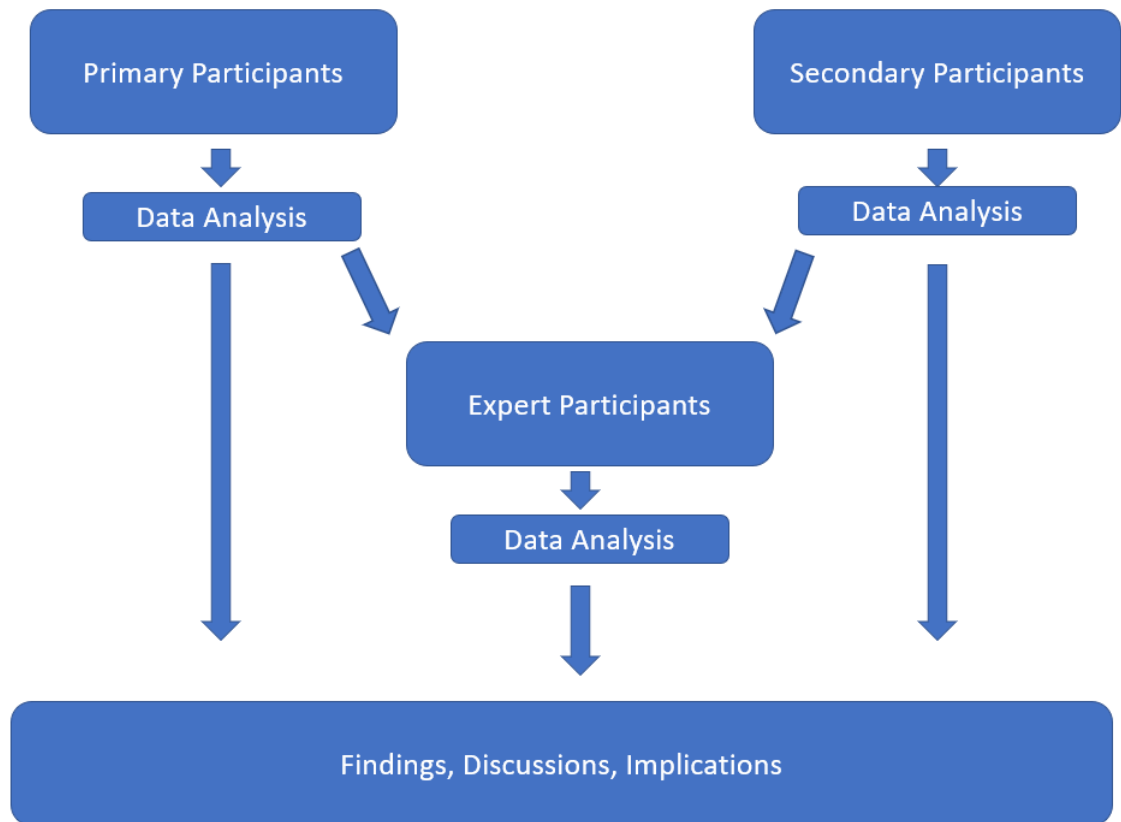 Primary Participants
Secondary Participants
Data Analysis
Data Analysis
Expert Participants
Data Analysis
Findings, Discussions, Implications